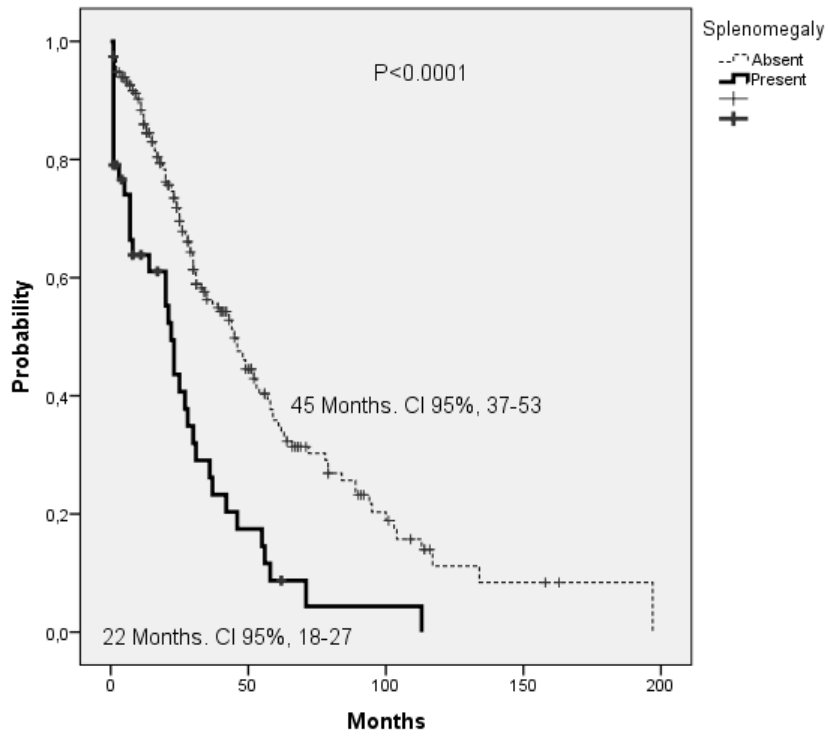 Splenomegaly
Absent
Present
P<0.0001
1,0
0,8
0,6
0,4
0,2
0,0
Probability
45 Months. CI 95%, 37-53
22 Months. CI 95%, 18-27
0
50
100
150
200
Months